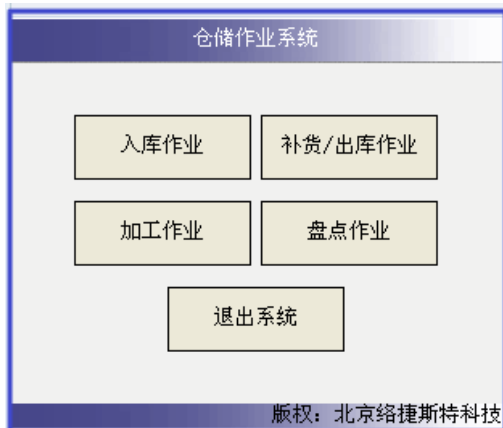 仓储作业系统
入库作业 补货/出库作业
加工作业 盘点作业
退出系统
版权：北京络捷斯特科技